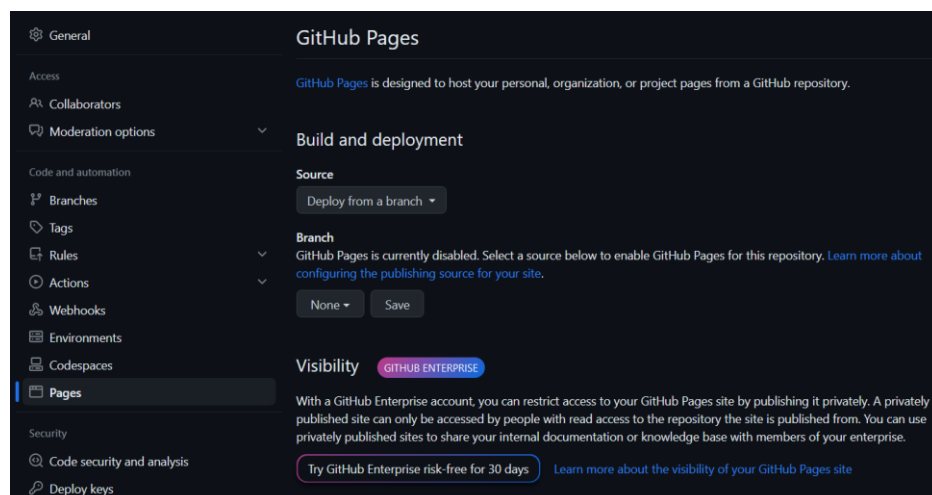 General
Access
Collaborators
Moderation options
Code and automation
Branches
Tags
Rules
Actions
Webhooks
Environments
Codespaces
Pages
Security
Code security and analysis
Deploy keys
GitHub Pages
GitHub Pages is designed to host your personal, organization, or project pages from a GitHub repository.
Build and deployment
Source
Deploy from a branch
Branch
GitHub Pages is currently disabled. Select a source below to enable GitHub Pages for this repository. Learn more about
configuring the publishing source for your site.
None
Save
Visibility GITHUB ENTERPRISE
With a GitHub Enterprise account, you can restrict access to your GitHub Pages site by publishing it privately. A privately
published site can only be accessed by people with read access to the repository the site is published from. You can use
privately published sites to share your internal documentation or knowledge base with members of your enterprise.
Try GitHub Enterprise risk-free for 30 days
Learn more about the visibility of your GitHub Pages site